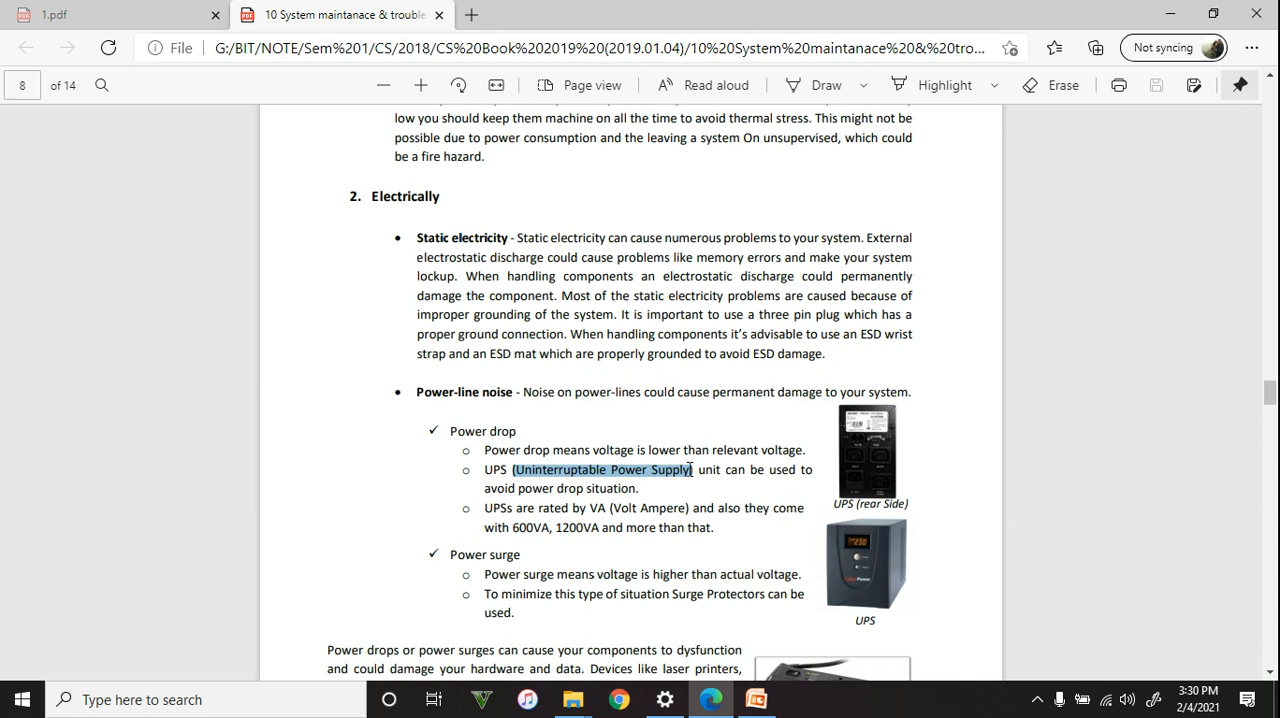 1.pdf
10 System maintanace & trouble
File
G:/BIT/NOTE/Sem%201/CS/2018/CS%20Book%202019%20(2019.01.04)/10%20System%20maintanace%20&%20tro...
Not syncing
8 of 14
Page view
Read aloud
Draw
Highlight
Erase
low you should keep them machine on all the time to avoid thermal stress. This might not be
possible due to power consumption and the leaving a system On unsupervised, which could
be a fire hazard.
2. Electrically
• Static electricity - Static electricity can cause numerous problems to your system. External
electrostatic discharge could cause problems like memory errors and make your system
lockup. When handling components an electrostatic discharge could permanently
damage the component. Most of the static electricity problems are caused because of
improper grounding of the system. It is important to use a three pin plug which has a
proper ground connection. When handling components it's advisable to use an ESD wrist
strap and an ESD mat which are properly grounded to avoid ESD damage.
• Power-line noise - Noise on power-lines could cause permanent damage to your system.
✓ Power drop
o Power drop means voltage is lower than relevant voltage.
o UPS (Uninterruptable Power Supply) unit can be used to
avoid power drop situation.
o UPSs are rated by VA (Volt Ampere) and also they come
with 600VA, 1200VA and more than that.
UPS (rear Side)
✓ Power surge
o Power surge means voltage is higher than actual voltage.
o To minimize this type of situation Surge Protectors can be
used.
230
UPS
Power drops or power surges can cause your components to dysfunction
and could damage your hardware and data. Devices like laser printers,
Type here to search
3:30 PM
2/4/2021